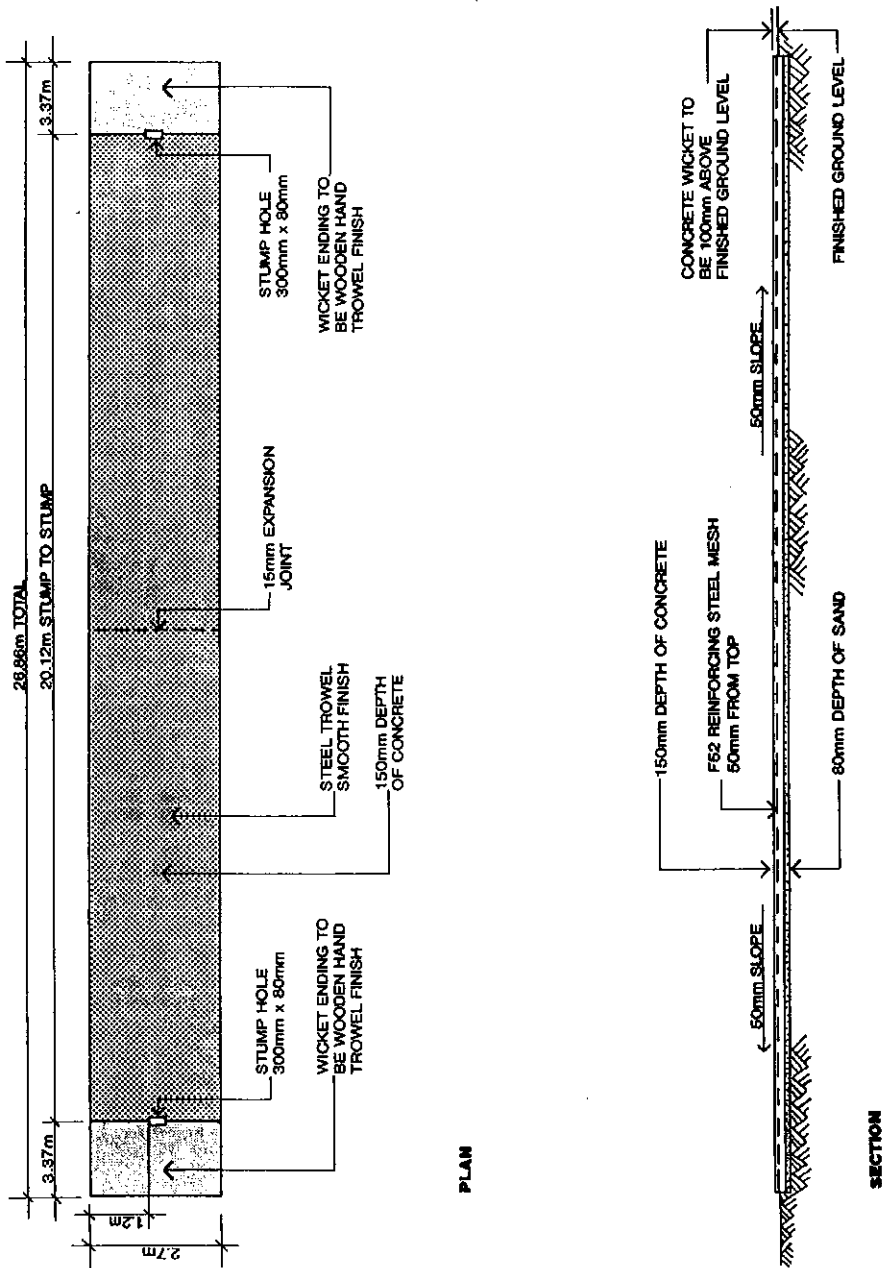 26.86m TOTAL
20.12m STUMP TO STUMP
3.37m
3.37m
1.2m
2.7m
STUMP HOLE
300mm x 80mm
WICKET ENDING TO
BE WOODEN HAND
TROWEL FINISH
STEEL TROWEL
SMOOTH FINISH
150mm DEPTH
OF CONCRETE
15mm EXPANSION
JOINT
STUMP HOLE
300mm x 80mm
WICKET ENDING TO
BE WOODEN HAND
TROWEL FINISH
PLAN
50mm SLOPE
150mm DEPTH OF CONCRETE
F52 REINFORCING STEEL MESH
50mm FROM TOP
80mm DEPTH OF SAND
50mm SLOPE
CONCRETE WICKET TO
BE 100mm ABOVE
FINISHED GROUND LEVEL
FINISHED GROUND LEVEL
SECTION